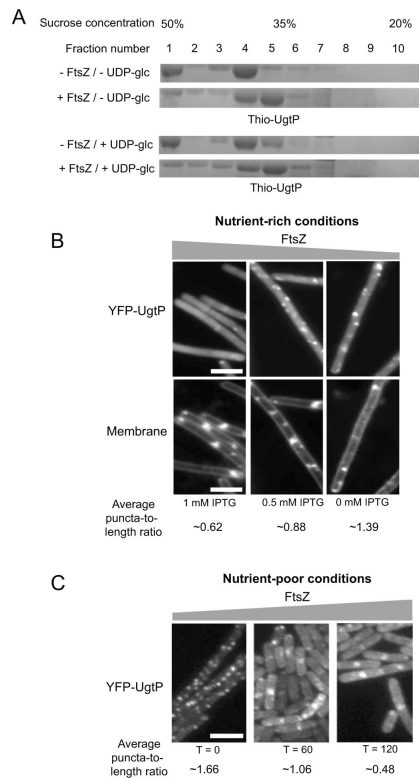 A
Sucrose concentration 50% 35% 20%
Fraction number 1 2 3 4 5 6 7 8 9 10
- FtsZ / - UDP-glc
+ FtsZ / - UDP-glc
Thio-UgtP
- FtsZ / + UDP-glc
+ FtsZ / + UDP-glc
Thio-UgtP
Nutrient-rich conditions
B
FtsZ
YFP-UgtP
Membrane
1 mM IPTG 0.5 mM IPTG 0 mM IPTG
Average
puncta-to-
length ratio
~0.62 ~0.88 ~1.39
Nutrient-poor conditions
C
FtsZ
YFP-UgtP
T = 0 T = 60 T = 120
Average
puncta-to-
length ratio
~1.66 ~1.06 ~0.48